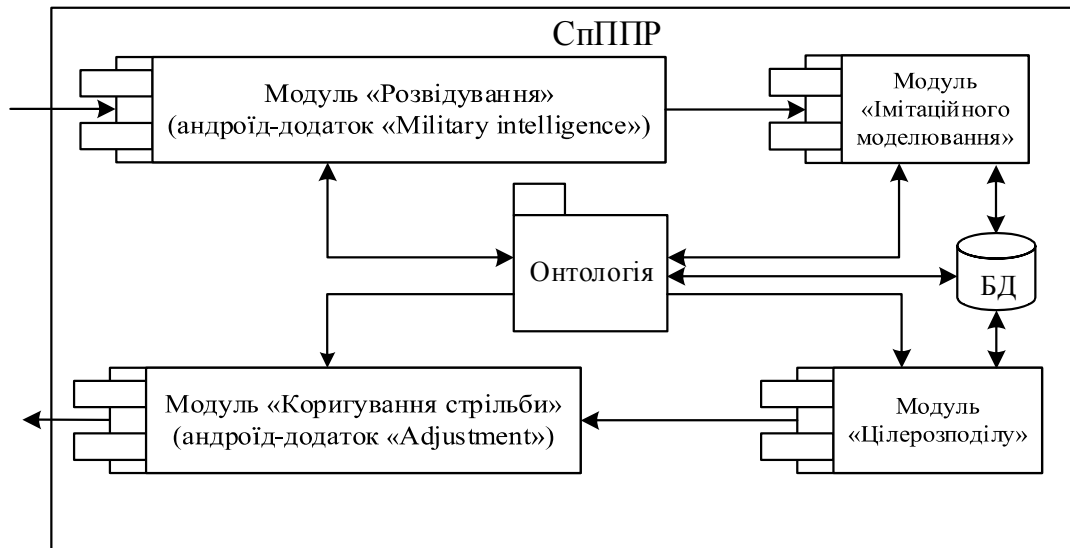 СпППР
Модуль «Розвідування»
(андроїд-додаток «Military intelligence»)
Модуль
«Імітаційного
моделювання»
Онтологія
БД
Модуль «Коригування стрільби»
(андроїд-додаток «Adjustment»)
Модуль
«Цілерозподілу»